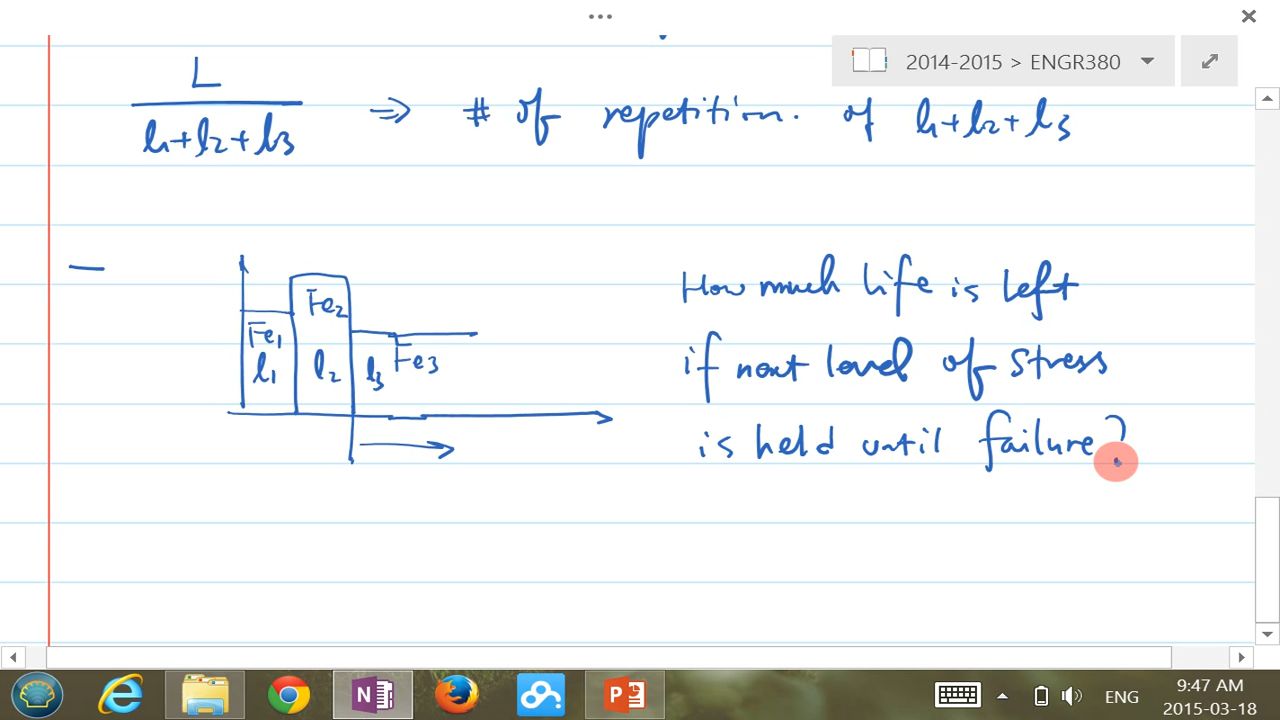 2014-2015 > ENGR380
L
l1+l2+l3
⇒ # of repetition. of l1+l2+l3
— How much life is left
if next level of stress
is held until failure?
Fe2
Fe1
Fe3
l1 l2 l3
ENG
9:47 AM
2015-03-18